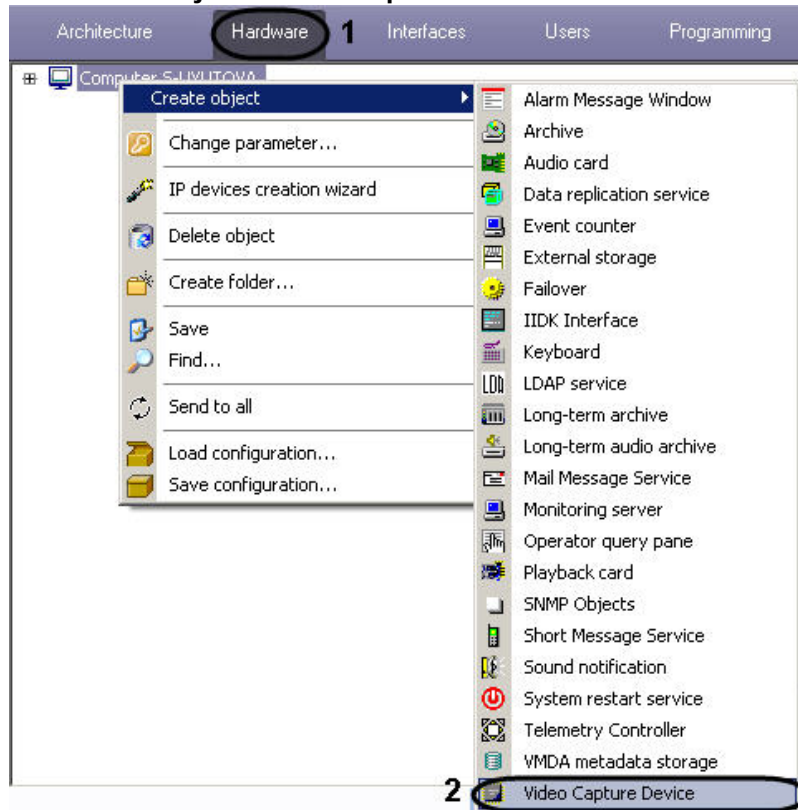 Architecture Hardware 1 Interfaces Users Programming
Computer S-UYUTOVA
Create object
Change parameter...
IP devices creation wizard
Delete object
Create folder...
Save
Find...
Send to all
Load configuration...
Save configuration...
Alarm Message Window
Archive
Audio card
Data replication service
Event counter
External storage
Failover
IIDK Interface
Keyboard
LDAP service
Long-term archive
Long-term audio archive
Mail Message Service
Monitoring server
Operator query pane
Playback card
SNMP Objects
Short Message Service
Sound notification
System restart service
Telemetry Controller
VMDA metadata storage
2 Video Capture Device